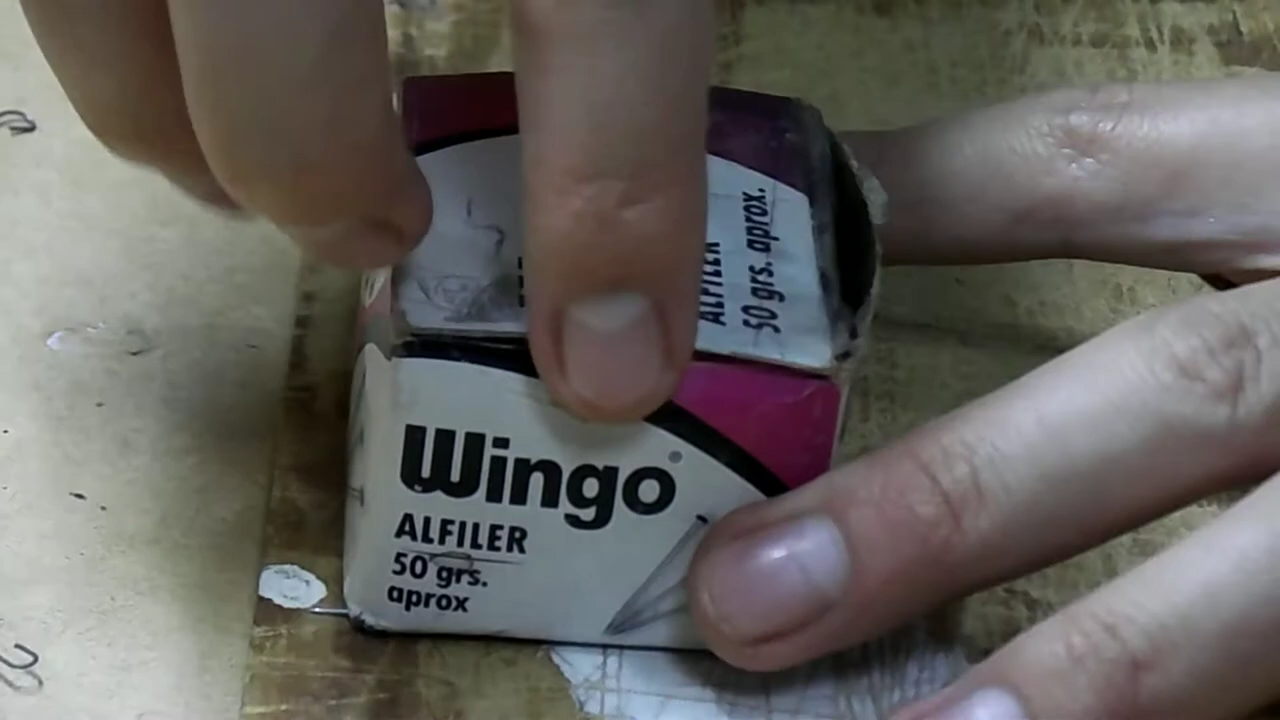 ALFILER
50 grs. aprox.
Wingo®
ALFILER
50 grs.
aprox